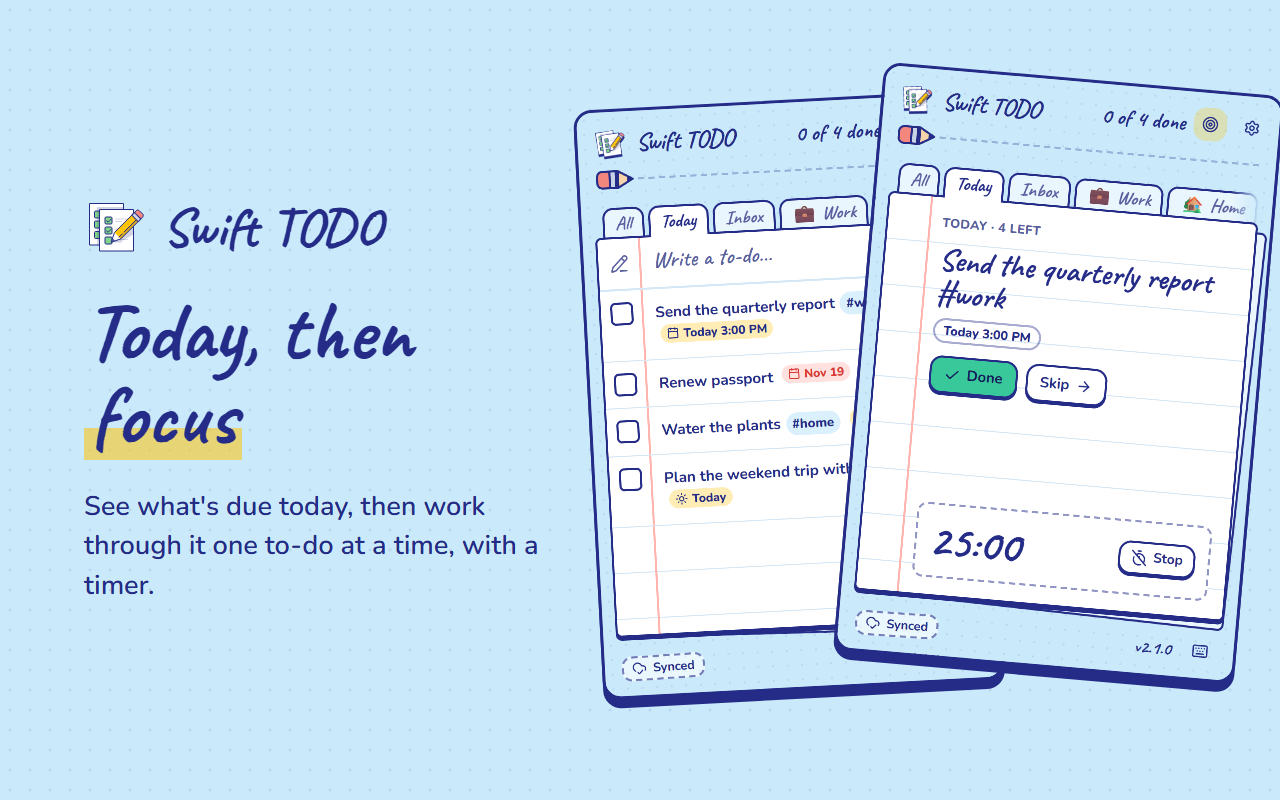 Swift TODO
Today, then
focus
See what's due today, then work
through it one to-do at a time, with a
timer.
Swift TODO
0 of 4 done
All
Today
Inbox
Work
Write a to-do...
Send the quarterly report #w
Today 3:00 PM
Renew passport Nov 19
Water the plants #home
Plan the weekend trip with
Today
Synced
Swift TODO
0 of 4 done
All
Today
Inbox
Work
Home
TODAY · 4 LEFT
Send the quarterly report
#work
Today 3:00 PM
Done
Skip
25:00
Stop
Synced
v2.1.0